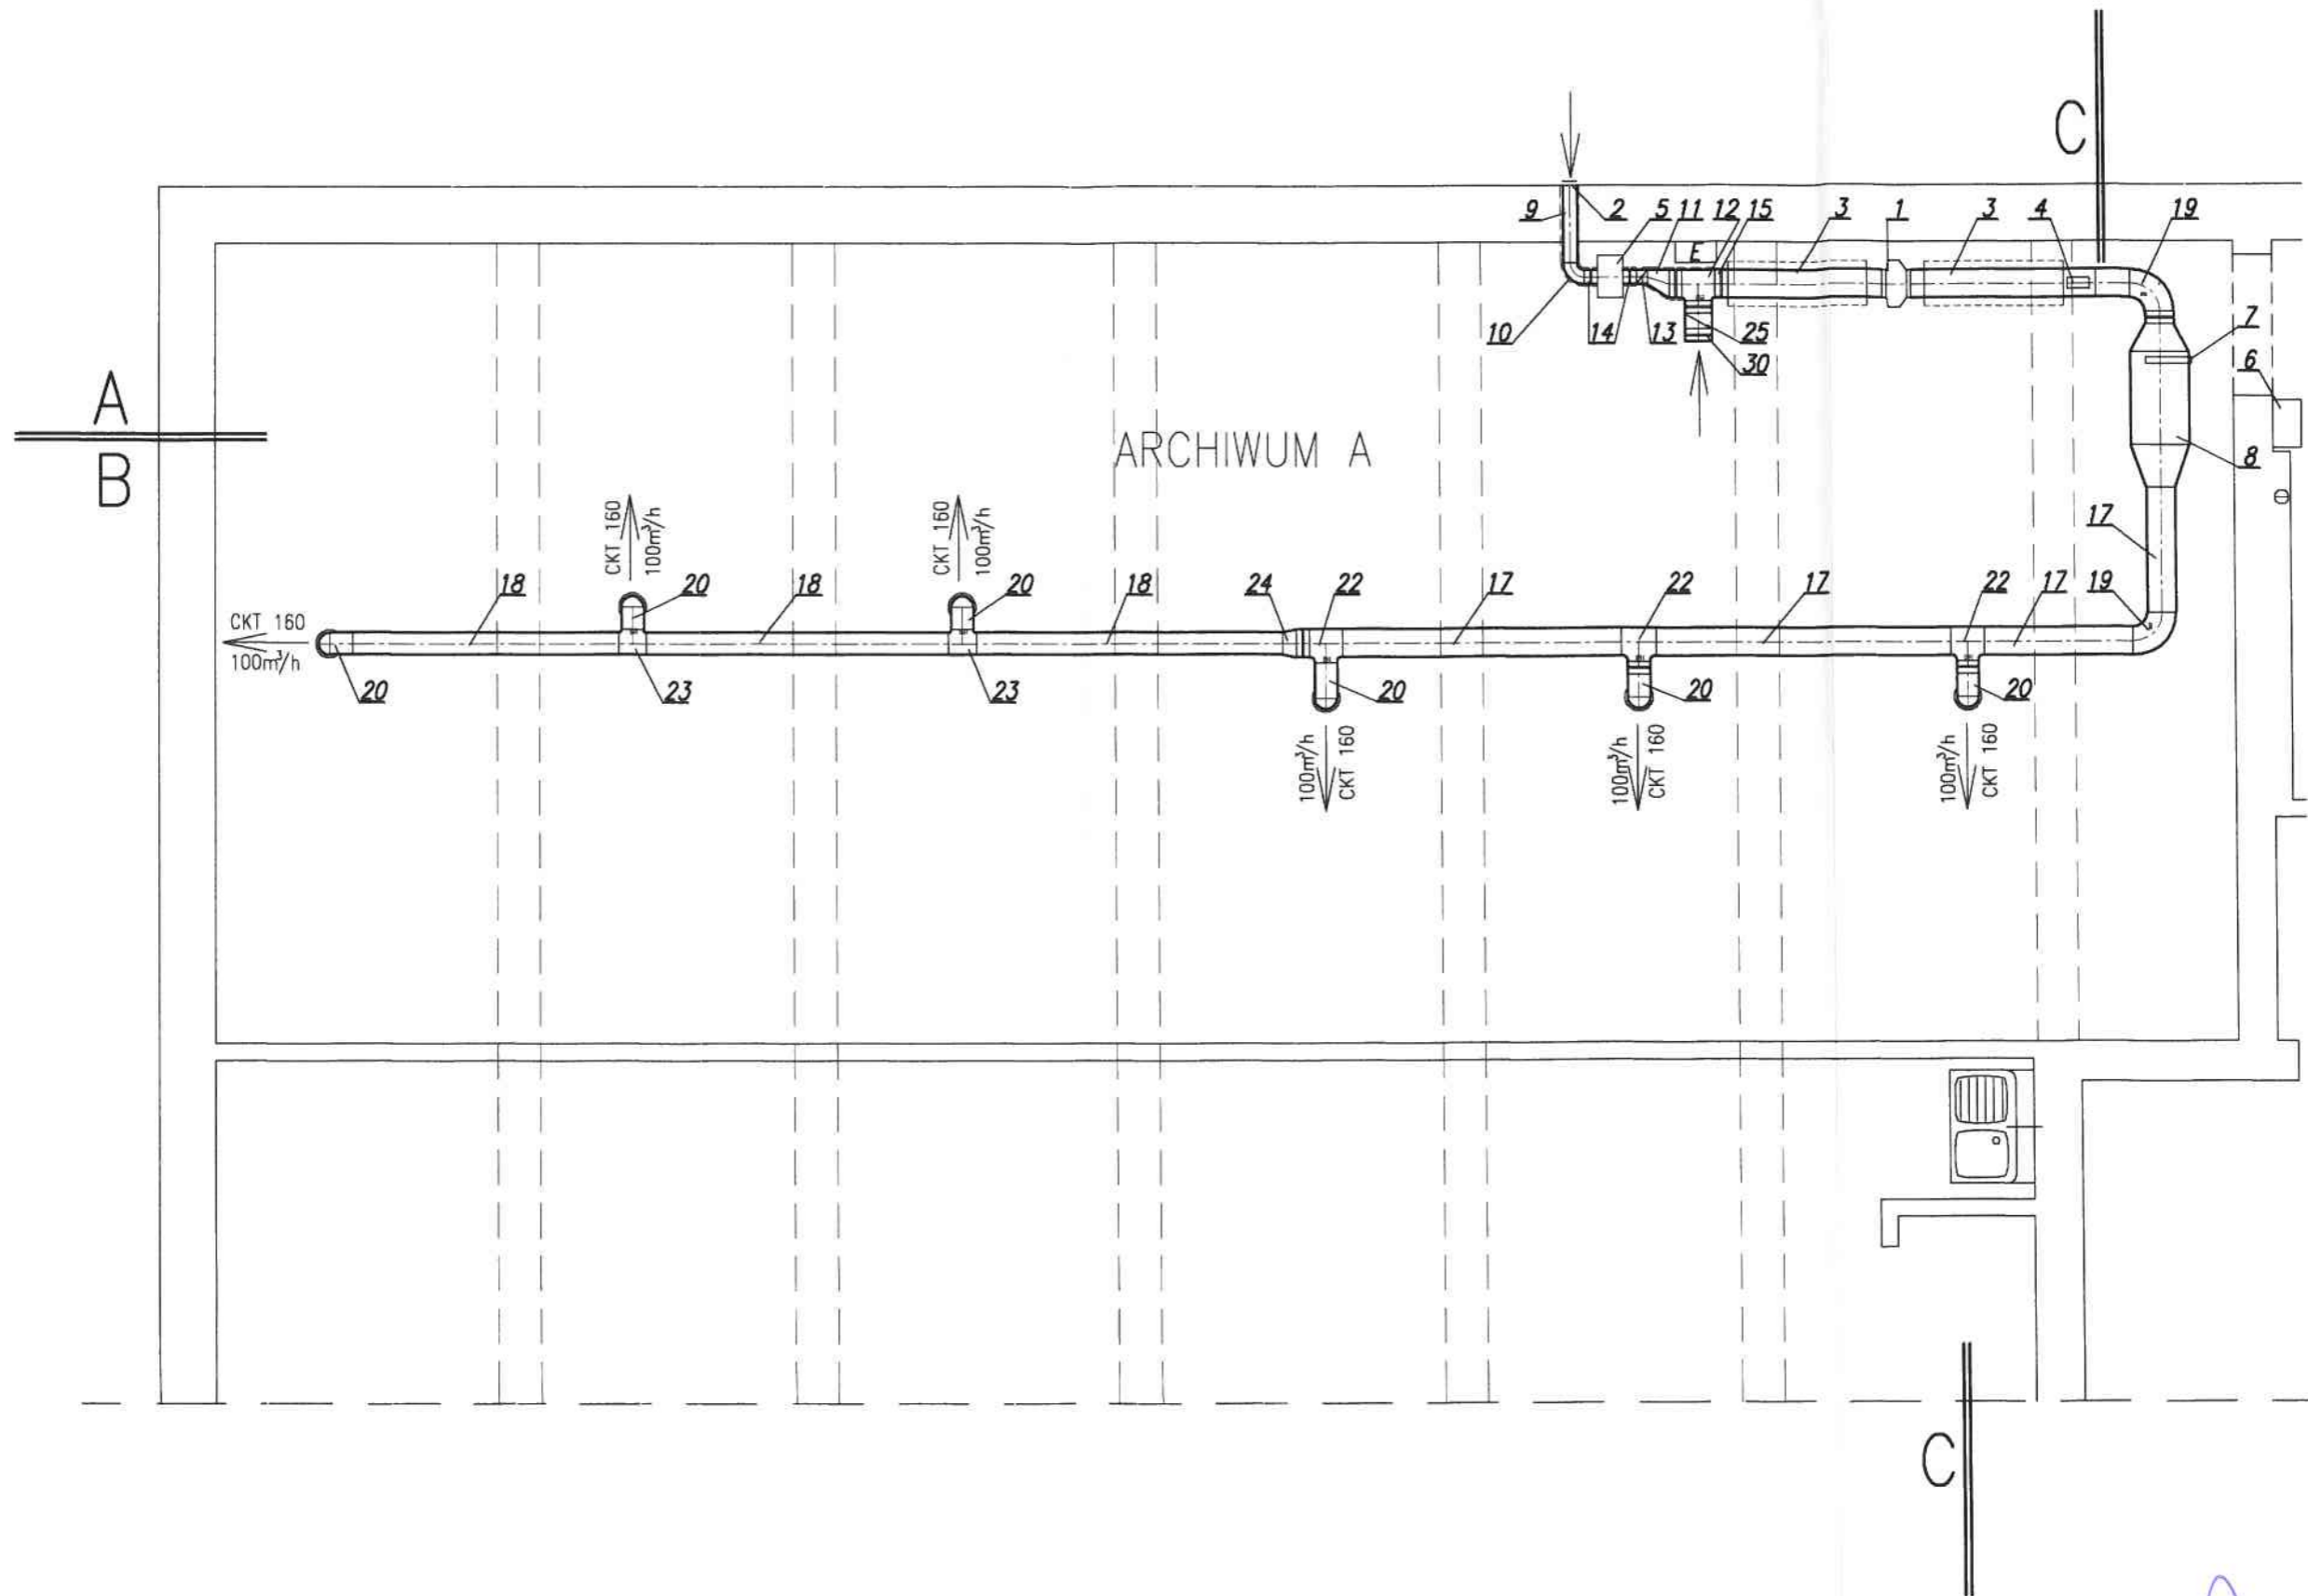 C
9 2 5 11 12 15 3 1 3 4 19
E
10 14 13 25 7
30 6
A
B
ARCHIWUM A
8
17
CKT 160
100m³/h
CKT 160
100m³/h
18 20 18 20 18 24 22 17 22 17 22 17 19
CKT 160
100m³/h
20 23 23 20 20 20
100m³/h
CKT 160
100m³/h
CKT 160
100m³/h
CKT 160
C